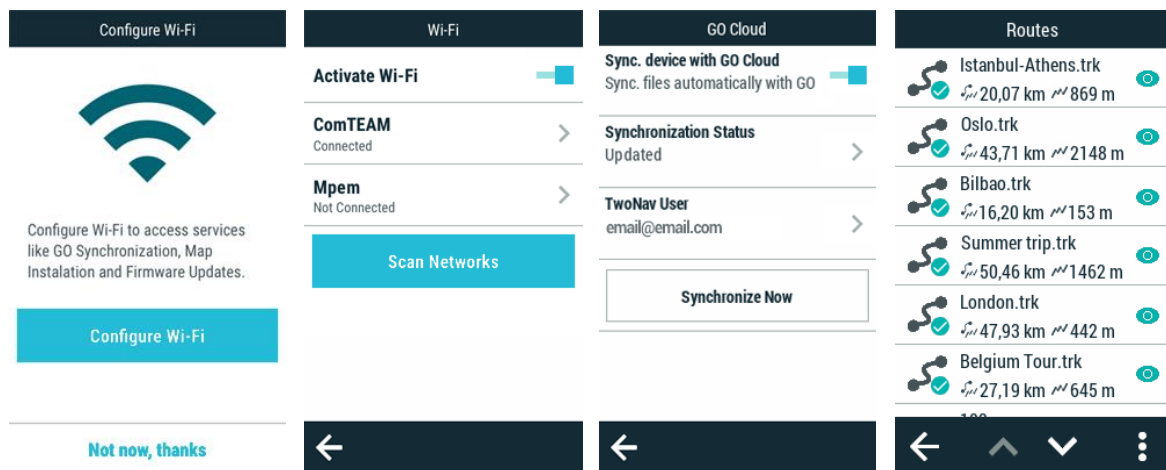 Configure Wi-Fi
Configure Wi-Fi to access services
like GO Synchronization, Map
Instalation and Firmware Updates.
Configure Wi-Fi
Not now, thanks
Wi-Fi
Activate Wi-Fi
ComTEAM
Connected
Mpem
Not Connected
Scan Networks
GO Cloud
Sync. device with GO Cloud
Sync. files automatically with GO
Synchronization Status
Updated
TwoNav User
email@email.com
Synchronize Now
Routes
Istanbul-Athens.trk
20,07 km 869 m
Oslo.trk
43,71 km 2148 m
Bilbao.trk
16,20 km 153 m
Summer trip.trk
50,46 km 1462 m
London.trk
47,93 km 442 m
Belgium Tour.trk
27,19 km 645 m